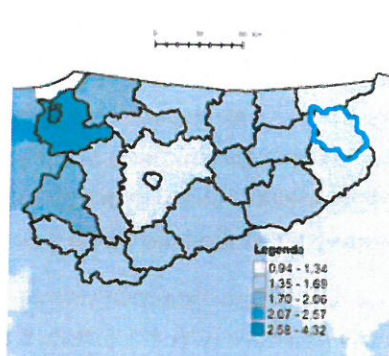 Legenda
0,94 - 1,34
1,35 - 1,69
1,70 - 2,06
2,07 - 2,57
2,58 - 4,32